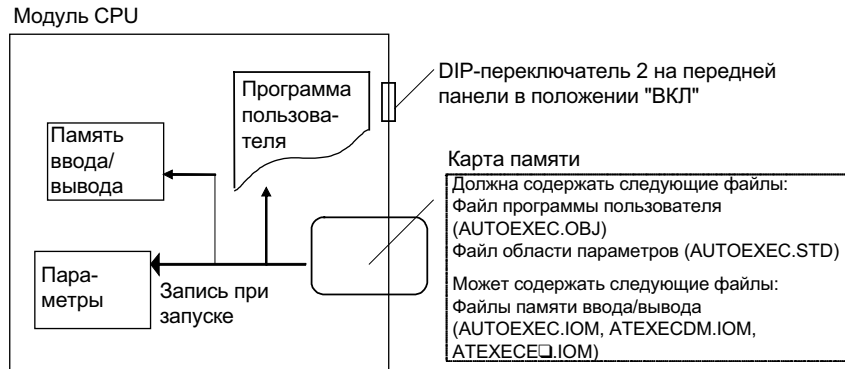 Модуль CPU
Программа
пользова-
теля
DIP-переключатель 2 на передней
панели в положении "ВКЛ"
Память
ввода/
вывода
Карта памяти
Должна содержать следующие файлы:
Файл программы пользователя
(AUTOEXEC.OBJ)
Файл области параметров (AUTOEXEC.STD)
Может содержать следующие файлы:
Файлы памяти ввода/вывода
(AUTOEXEC.IOM, ATEXECDM.IOM,
ATEXECE❑.IOM)
Пара-
метры
Запись при
запуске